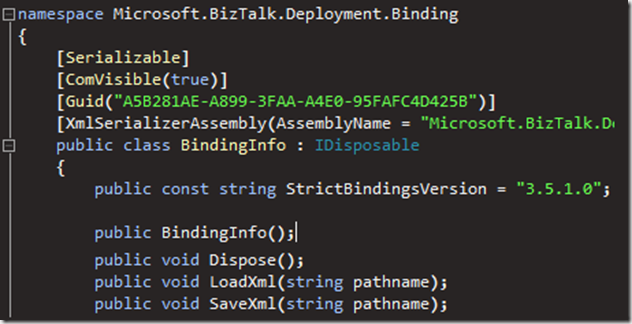 namespace Microsoft.BizTalk.Deployment.Binding
{
[Serializable]
[ComVisible(true)]
[Guid("A5B281AE-A899-3FAA-A4E0-95FAFC4D425B")]
[XmlSerializerAssembly(AssemblyName = "Microsoft.BizTalk.De
public class BindingInfo : IDisposable
{
public const string StrictBindingsVersion = "3.5.1.0";
public BindingInfo();
public void Dispose();
public void LoadXml(string pathname);
public void SaveXml(string pathname);